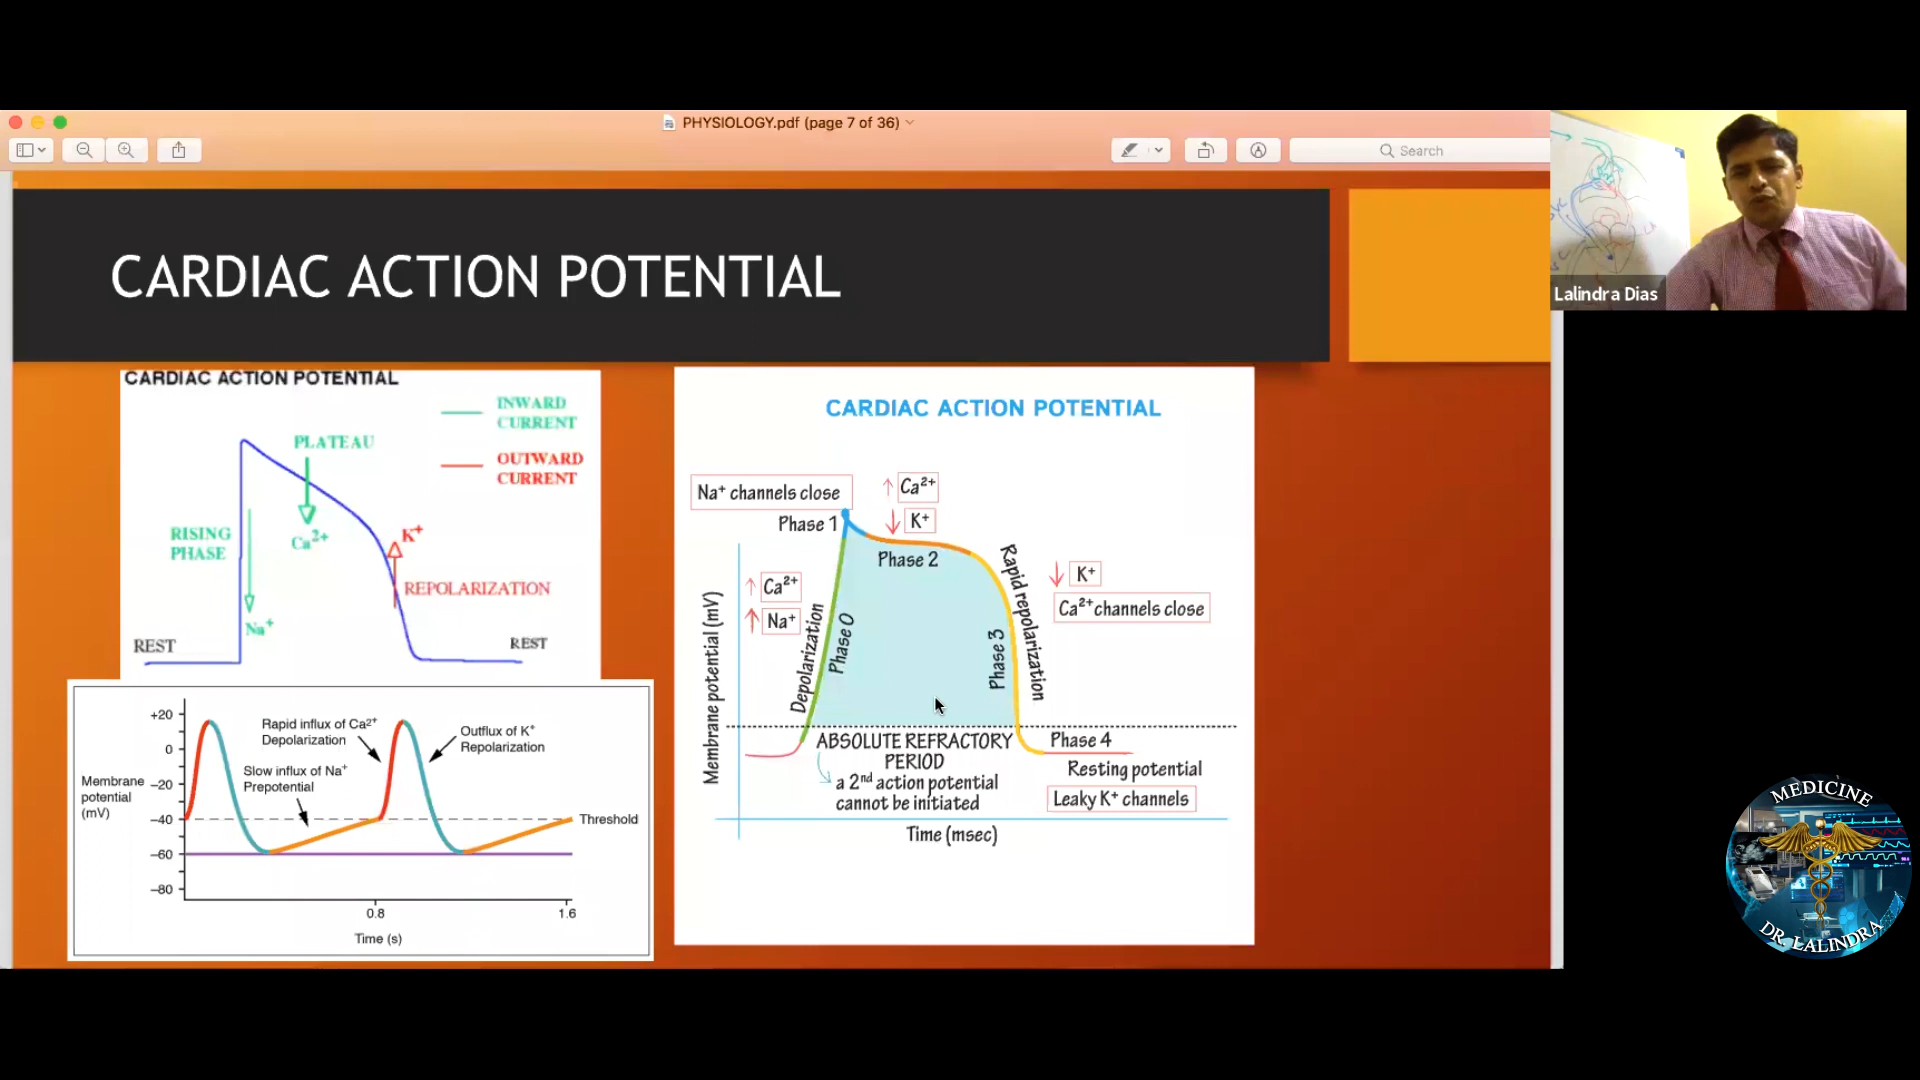 PHYSIOLOGY.pdf (page 7 of 36)
Search
Lalindra Dias
CARDIAC ACTION POTENTIAL
CARDIAC ACTION POTENTIAL
INWARD
CURRENT
OUTWARD
CURRENT
PLATEAU
RISING
PHASE
Ca2+
K+
REPOLARIZATION
Na+
REST
REST
+20
0
-20
-40
-60
-80
Membrane
potential
(mV)
Rapid influx of Ca2+
Depolarization
Outflux of K+
Repolarization
Slow influx of Na+
Prepotential
Threshold
0.8
1.6
Time (s)
CARDIAC ACTION POTENTIAL
Na+ channels close
↑ Ca2+
↓ K+
Phase 1
Phase 2
↑ Ca2+
↑ Na+
Depolarization
Phase 0
Phase 3
Rapid repolarization
↓ K+
Ca2+ channels close
Membrane potential (mV)
ABSOLUTE REFRACTORY
PERIOD
a 2nd action potential
cannot be initiated
Phase 4
Resting potential
Leaky K+ channels
Time (msec)
MEDICINE
DR. LALINDRA